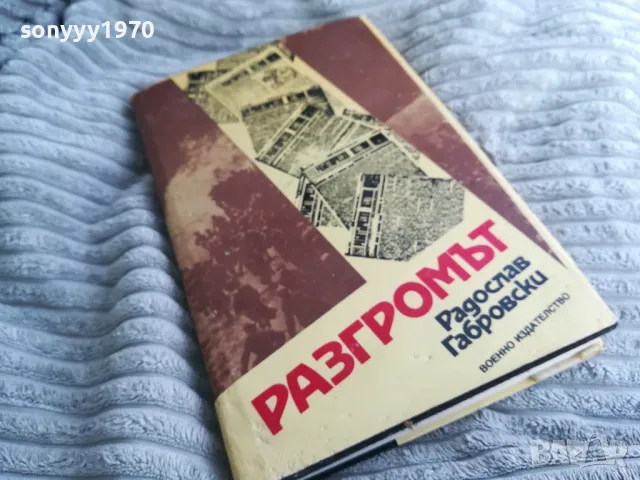 sonyyy1970
РАЗГРОМЪТ
Радослав
Габровски
ВОЕННО ИЗДАТЕЛСТВО